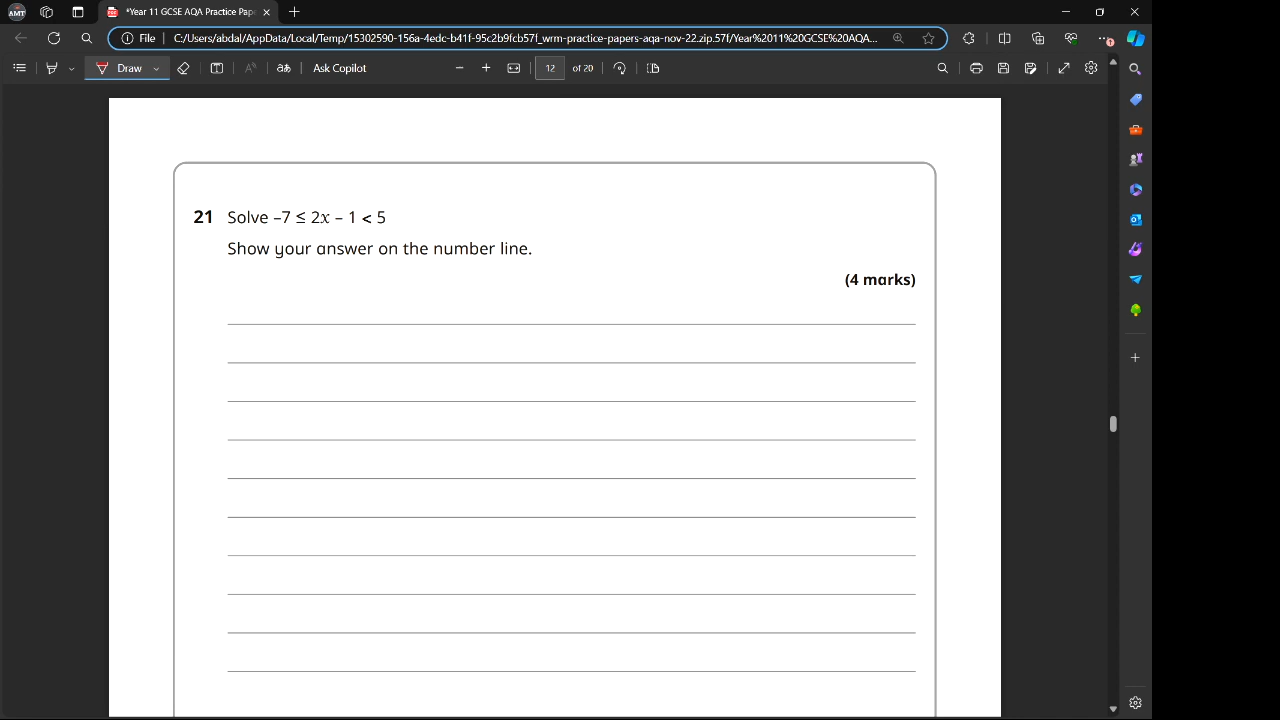 AMT
*Year 11 GCSE AQA Practice Pape
File
C:/Users/abdal/AppData/Local/Temp/15302590-156a-4edc-b41f-95c2b9fcb57f_wrm-practice-papers-aqa-nov-22.zip.57f/Year%2011%20GCSE%20AQA...
Draw
Ask Copilot
12 of 20
21 Solve –7 ≤ 2x – 1 < 5
Show your answer on the number line.
(4 marks)